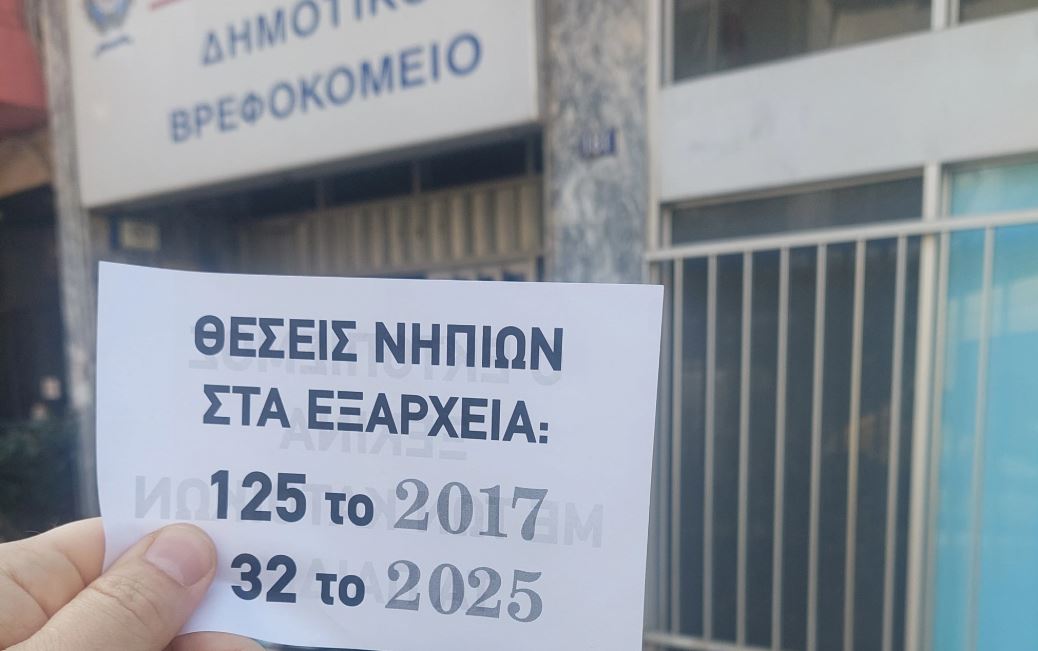 ΔΗΜΟΤΙΚΟ
ΒΡΕΦΟΚΟΜΕΙΟ
ΘΕΣΕΙΣ ΝΗΠΙΩΝ
ΣΤΑ ΕΞΑΡΧΕΙΑ:
125 το 2017
32 το 2025